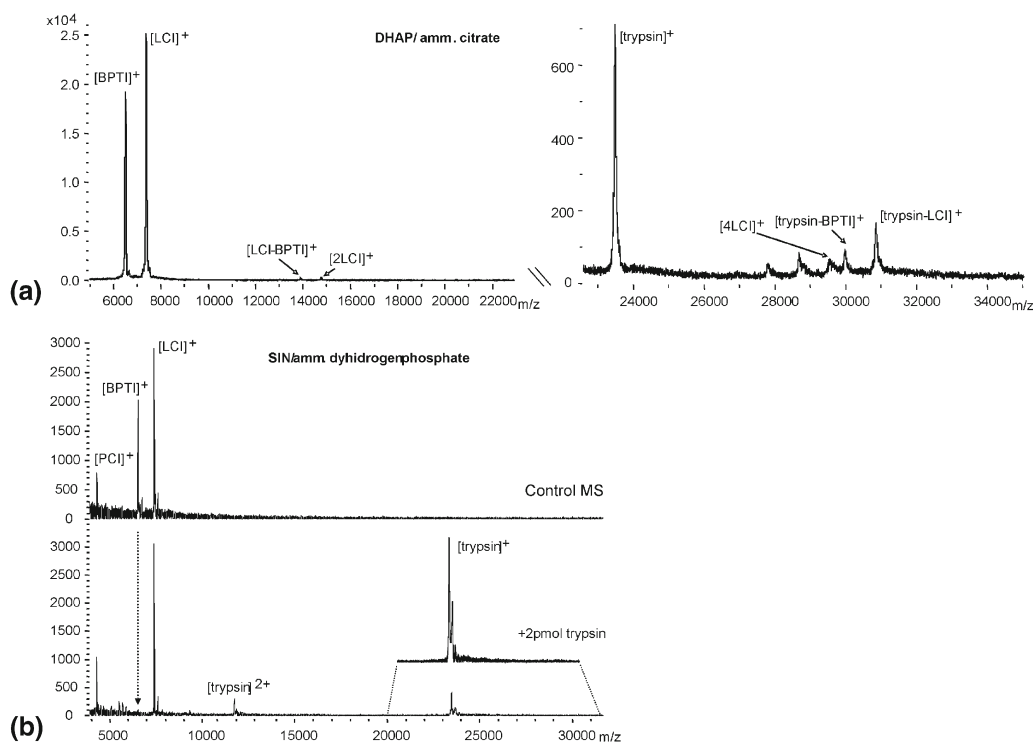 x10⁴
[LCI]⁺
DHAP/ amm. citrate
[BPTI]⁺
2.5
2.0
1.5
1.0
0.5
0.0
[LCI-BPTI]⁺
[2LCI]⁺
6000 8000 10000 12000 14000 16000 18000 20000 22000 m/z
[trypsin]⁺
600
400
200
0
[4LCI]⁺
[trypsin-BPTI]⁺
[trypsin-LCI]⁺
24000 26000 28000 30000 32000 34000 m/z
(a)
3000
2500
2000
1500
1000
500
0
[LCI]⁺
SIN/amm. dyhidrogenphosphate
[BPTI]⁺
[PCI]⁺
Control MS
3000
2500
2000
1500
1000
500
0
[trypsin]⁺
+2pmol trypsin
[trypsin]²⁺
5000 10000 15000 20000 25000 30000 m/z
(b)